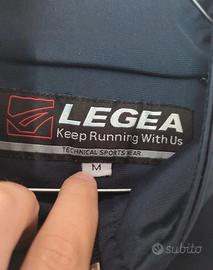 LEGEA
Keep Running With Us
TECHNICAL SPORTS WEAR
M
subito